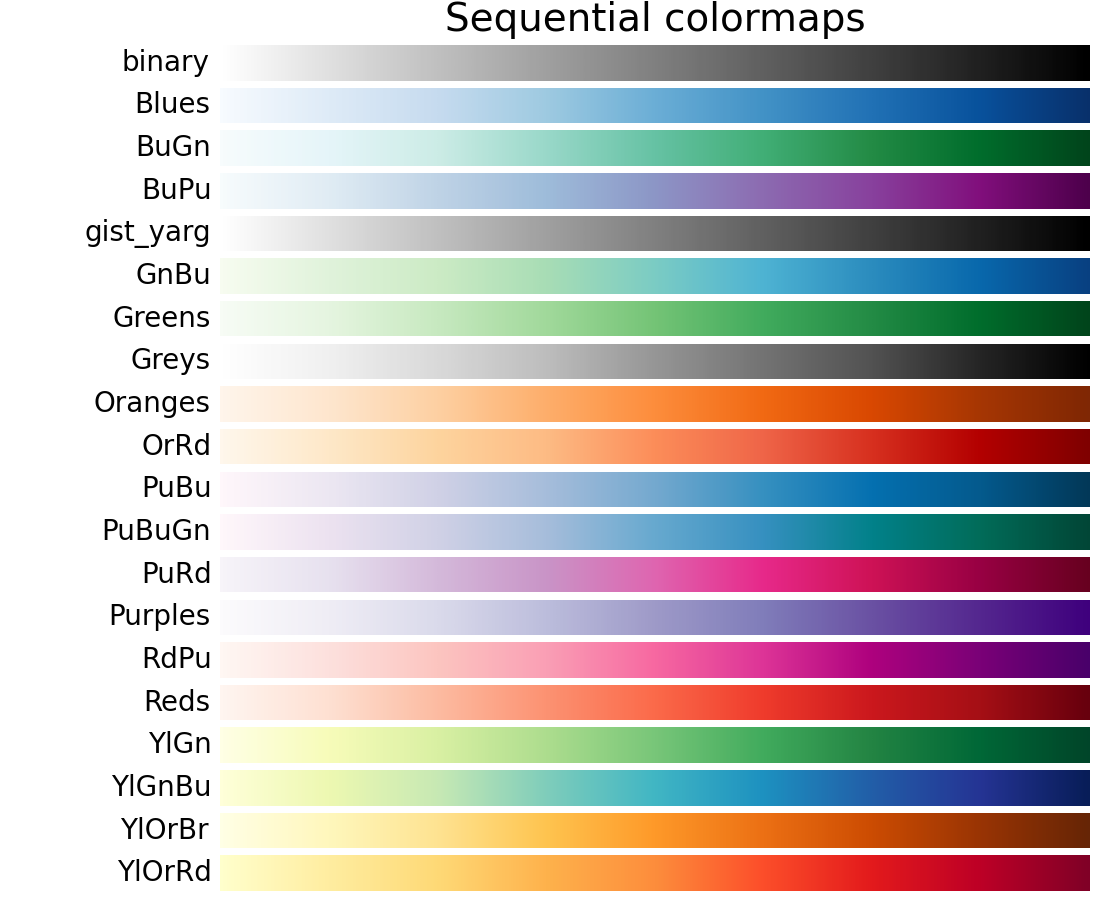 Sequential colormaps
binary
Blues
BuGn
BuPu
gist_yarg
GnBu
Greens
Greys
Oranges
OrRd
PuBu
PuBuGn
PuRd
Purples
RdPu
Reds
YlGn
YlGnBu
YlOrBr
YlOrRd